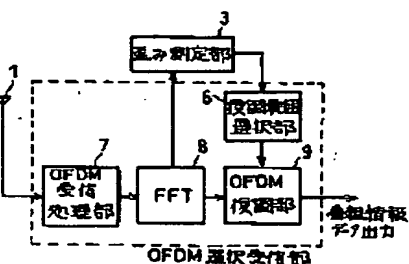 3
重み測定部
1
6
復調範囲
選択部
7
OFDM
受信
処理部
8
FFT
9
OFDM
復調部
番組情報
データ出力
OFDM選択受信部